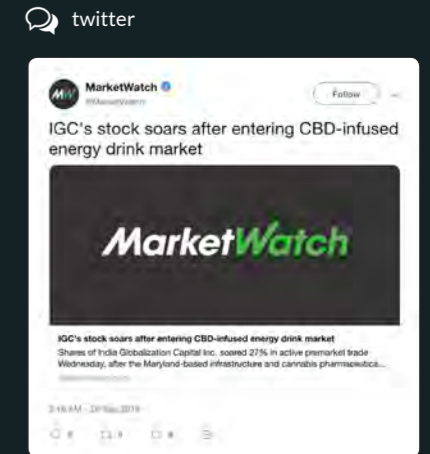 twitter
MarketWatch
@MarketWatch
Follow
IGC's stock soars after entering CBD-infused
energy drink market
MarketWatch
IGC's stock soars after entering CBD-infused energy drink market
Shares of India Globalization Capital Inc. soared 27% in active premarket trade
Wednesday, after the Maryland-based infrastructure and cannabis pharmaceutica...